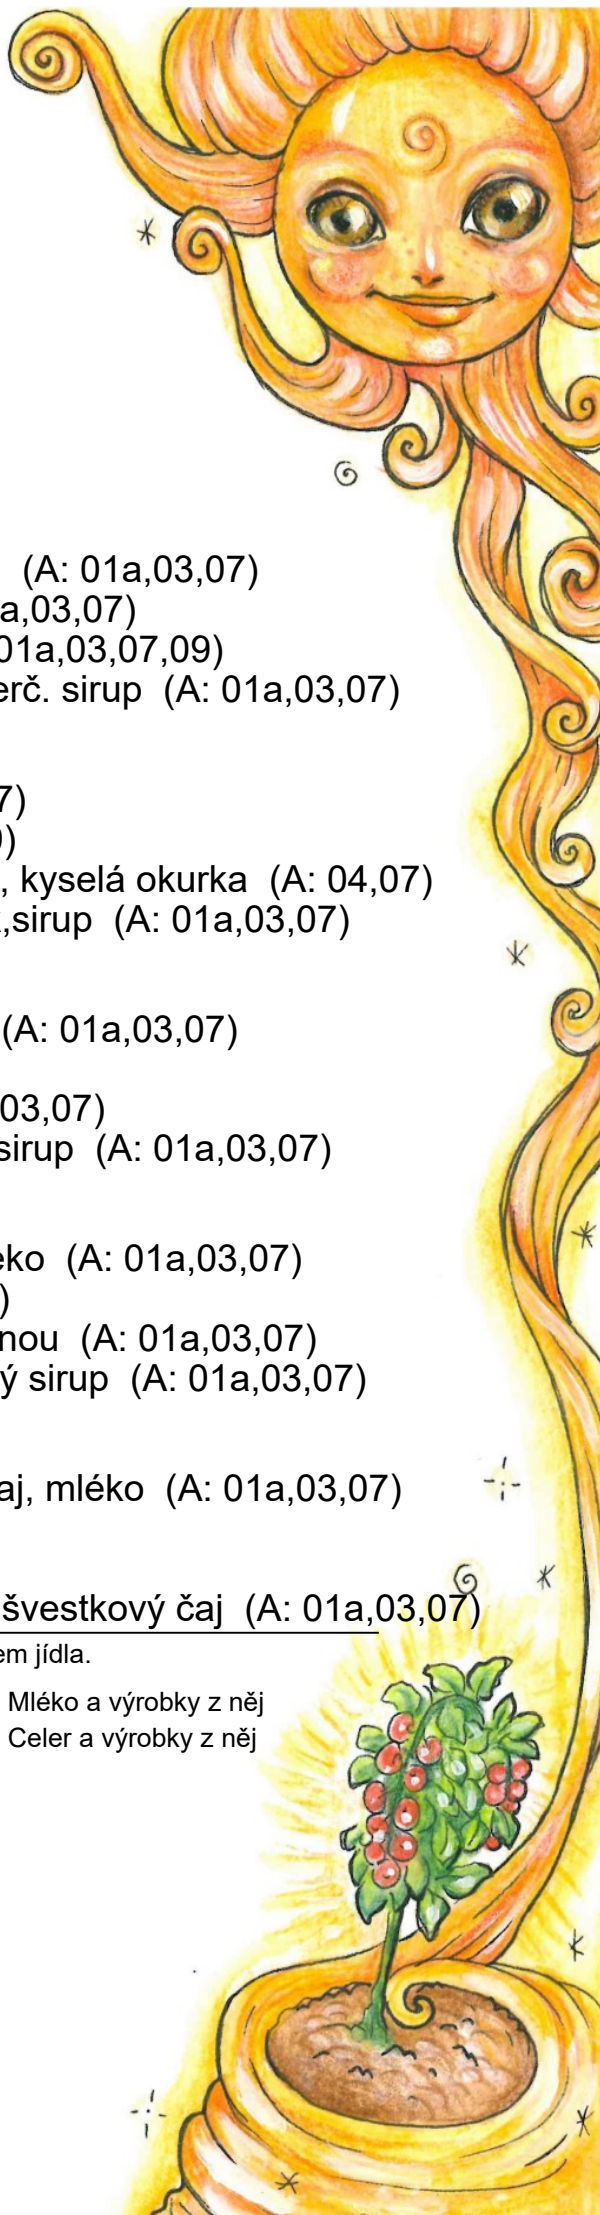 (A: 01a,03,07)
a,03,07)
01a,03,07,09)
erč. sirup (A: 01a,03,07)
7)
)
, kyselá okurka (A: 04,07)
,sirup (A: 01a,03,07)
(A: 01a,03,07)
03,07)
sirup (A: 01a,03,07)
eko (A: 01a,03,07)
)
nou (A: 01a,03,07)
ý sirup (A: 01a,03,07)
aj, mléko (A: 01a,03,07)
švestkový čaj (A: 01a,03,07)
em jídla.
Mléko a výrobky z něj
Celer a výrobky z něj